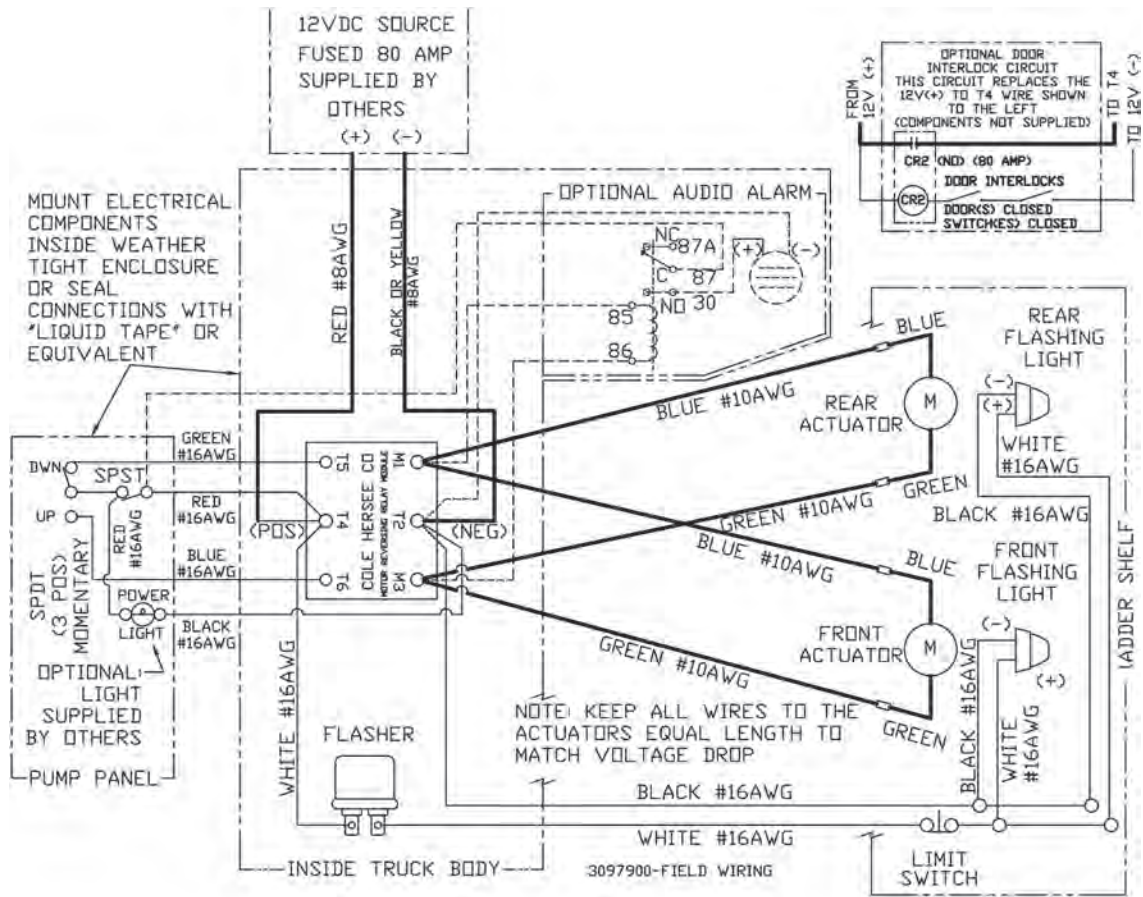 12VDC SOURCE
FUSED 80 AMP
SUPPLIED BY
OTHERS
(+) (-)
OPTIONAL DOOR
INTERLOCK CIRCUIT
THIS CIRCUIT REPLACES THE
12V(+) TO T4 WIRE SHOWN
TO THE LEFT
(COMPONENTS NOT SUPPLIED)
FROM
12V (+)
TO T4
TO 12V (-)
CR2 (NO) (80 AMP)
DOOR INTERLOCKS
CR2
DOOR(S) CLOSED
SWITCH(ES) CLOSED
MOUNT ELECTRICAL
COMPONENTS
INSIDE WEATHER
TIGHT ENCLOSURE
OR SEAL
CONNECTIONS WITH
"LIQUID TAPE" OR
EQUIVALENT
RED #8AWG
BLACK OR YELLOW
#8AWG
OPTIONAL AUDIO ALARM
NC
87A
(+)
(-)
C
87
NO
30
85
86
BLUE
BLUE #10AWG
REAR
FLASHING
LIGHT
(-)
(+)
M
REAR
ACTUATOR
WHITE
#16AWG
GREEN
GREEN #10AWG
BLACK #16AWG
BLUE #10AWG
BLUE
FRONT
FLASHING
LIGHT
(-)
(+)
M
FRONT
ACTUATOR
GREEN #10AWG
GREEN
BLACK #16AWG
WHITE
#16AWG
LADDER SHELF
GREEN
#16AWG
DWN
SPST
RED
#16AWG
UP
RED
#16AWG
BLUE
#16AWG
SPDT
(3 POS)
MOMENTARY
POWER
LIGHT
BLACK
#16AWG
OPTIONAL
LIGHT
SUPPLIED
BY OTHERS
PUMP PANEL
T5
T4
T6
COLE HERSEE CO
MOTOR REVERSING RELAY MODULE
M1
T2
M3
(POS)
(NEG)
WHITE #16AWG
FLASHER
NOTE: KEEP ALL WIRES TO THE
ACTUATORS EQUAL LENGTH TO
MATCH VOLTAGE DROP
BLACK #16AWG
WHITE #16AWG
LIMIT
SWITCH
INSIDE TRUCK BODY
3097900-FIELD WIRING